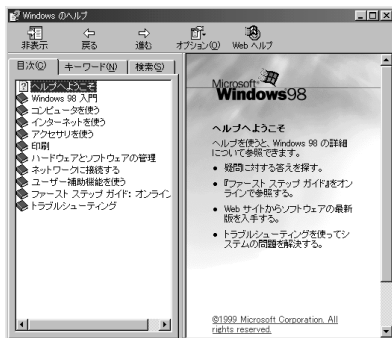 Windows のヘルプ
非表示
戻る
進む
オプション(O)
Web ヘルプ
目次(C)
キーワード(N)
検索(S)
ヘルプへようこそ
Windows 98 入門
コンピュータを使う
インターネットを使う
アクセサリを使う
印刷
ハードウェアとソフトウェアの管理
ネットワークに接続する
ユーザー補助機能を使う
ファースト ステップ ガイド: オンライン
トラブルシューティング
Microsoft
Windows98
ヘルプへようこそ
ヘルプを使うと、Windows 98 の詳細
について参照できます。
• 疑問に対する答えを探す。
• 『ファースト ステップ ガイド』をオン
ラインで参照する。
• Web サイトからソフトウェアの最新
版を入手する。
• トラブルシューティングを使ってシ
ステムの問題を解決する。
©1999 Microsoft Corporation. All
rights reserved.